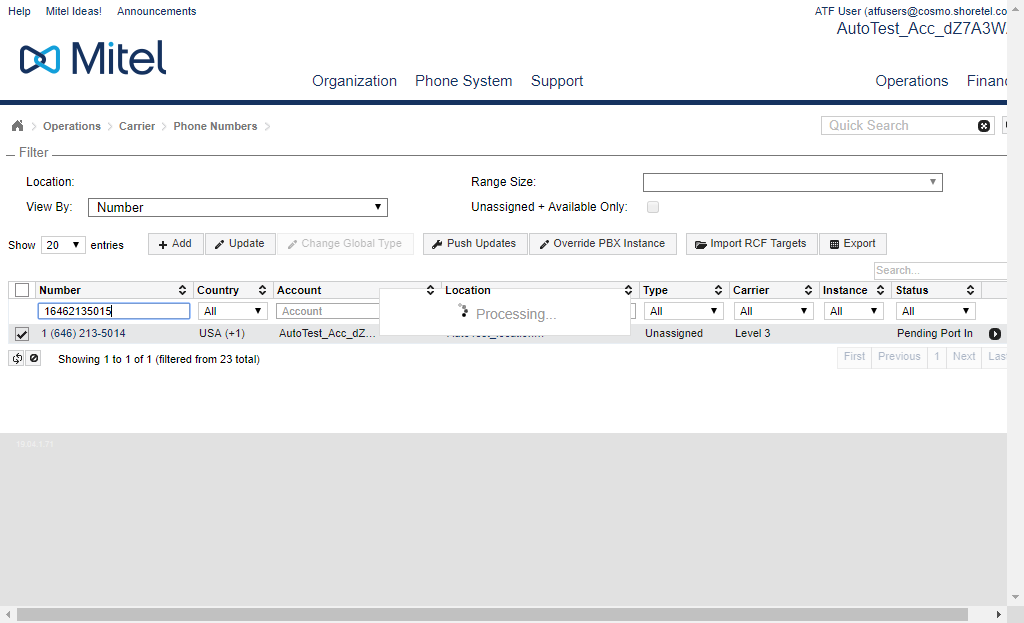 Help Mitel Ideas! Announcements ATF User (atfusers@cosmo.shoretel.co
AutoTest_Acc_dZ7A3W
Mitel
Organization Phone System Support Operations Financ
Operations Carrier Phone Numbers Quick Search
Filter
Location: Range Size:
View By: Number Unassigned + Available Only:
Show 20 entries Add Update Change Global Type Push Updates Override PBX Instance Import RCF Targets Export
Search...
Number Country Account Location Type Carrier Instance Status
16462135015 All Account Processing... All All All All
1 (646) 213-5014 USA (+1) AutoTest_Acc_dZ... Unassigned Level 3 Pending Port In
Showing 1 to 1 of 1 (filtered from 23 total) First Previous 1 Next Las